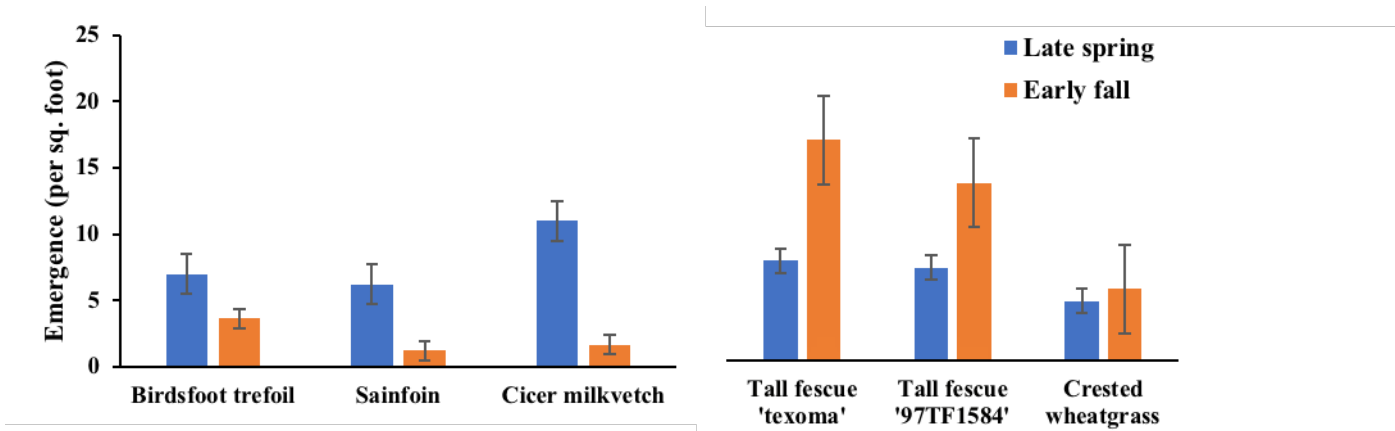 Emergence (per sq. foot)
25
20
15
10
5
0
Birdsfoot trefoil
Sainfoin
Cicer milkvetch
Late spring
Early fall
Tall fescue
'texoma'
Tall fescue
'97TF1584'
Crested
wheatgrass